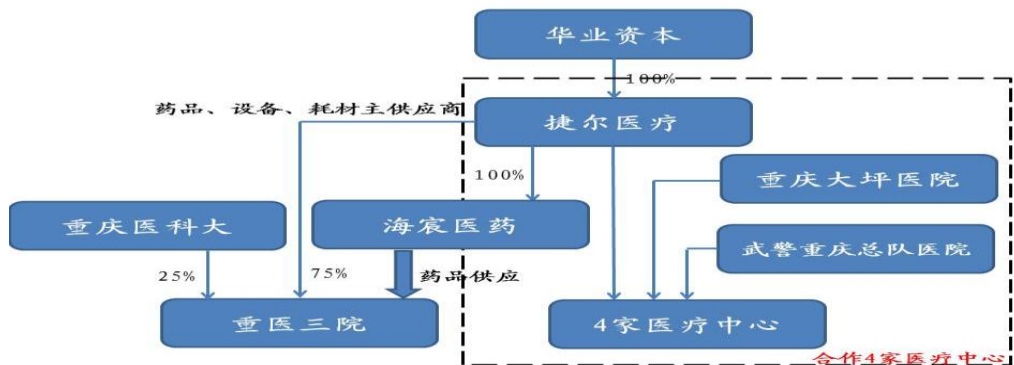 华业资本
100%
药品、设备、耗材主供应商
捷尔医疗
100%
重庆大坪医院
重庆医科大
海宸医药
武警重庆总队医院
25%
75%
药品供应
重医三院
4家医疗中心
合作4家医疗中心